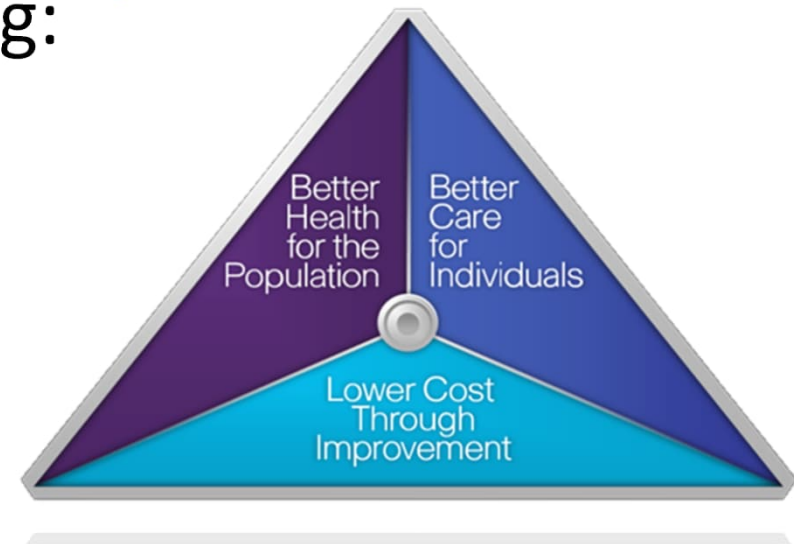 g:
Better
Health
for the
Population
Better
Care
for
Individuals
Lower Cost
Through
Improvement